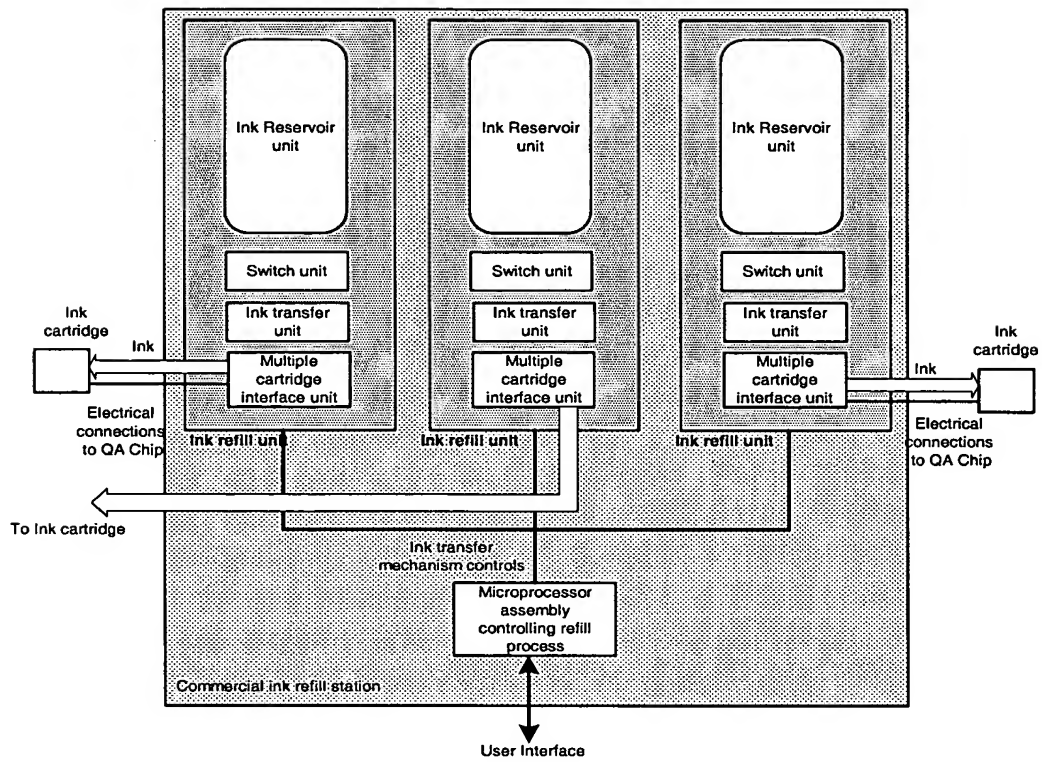 Ink Reservoir
unit
Ink Reservoir
unit
Ink Reservoir
unit
Switch unit
Switch unit
Switch unit
Ink transfer
unit
Ink transfer
unit
Ink transfer
unit
Ink
cartridge
Ink
Multiple
cartridge
interface unit
Multiple
cartridge
interface unit
Multiple
cartridge
interface unit
Ink
Ink
cartridge
Electrical
connections
to QA Chip
Ink refill unit
Ink refill unit
Ink refill unit
Electrical
connections
to QA Chip
To Ink cartridge
Ink transfer
mechanism controls
Microprocessor
assembly
controlling refill
process
Commercial ink refill station
User Interface